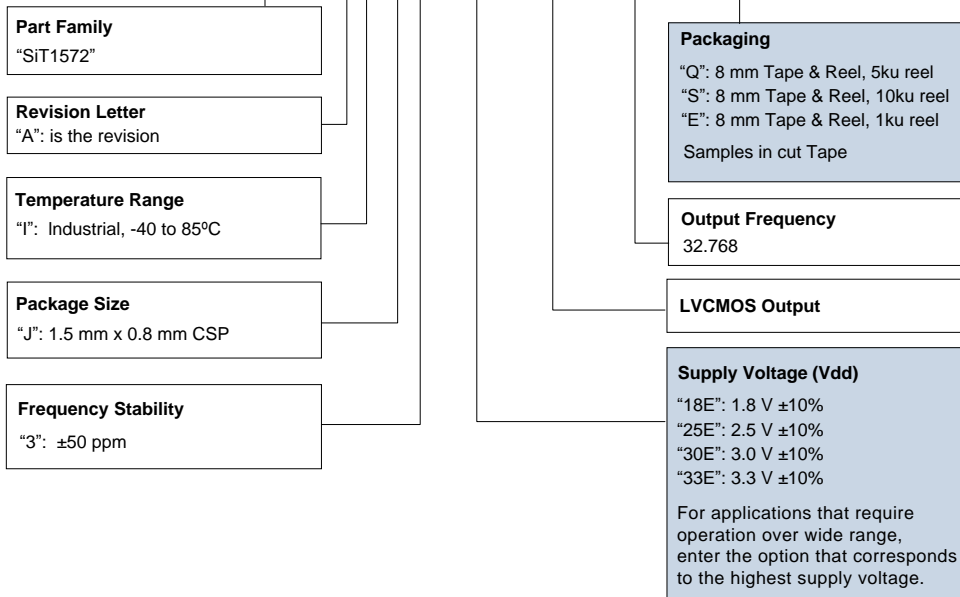 Part Family
“SiT1572”
Revision Letter
“A”: is the revision
Temperature Range
“I”: Industrial, -40 to 85ºC
Package Size
“J”: 1.5 mm x 0.8 mm CSP
Frequency Stability
“3”: ±50 ppm
Packaging
“Q”: 8 mm Tape & Reel, 5ku reel
“S”: 8 mm Tape & Reel, 10ku reel
“E”: 8 mm Tape & Reel, 1ku reel
Samples in cut Tape
Output Frequency
32.768
LVCMOS Output
Supply Voltage (Vdd)
“18E”: 1.8 V ±10%
“25E”: 2.5 V ±10%
“30E”: 3.0 V ±10%
“33E”: 3.3 V ±10%
For applications that require
operation over wide range,
enter the option that corresponds
to the highest supply voltage.